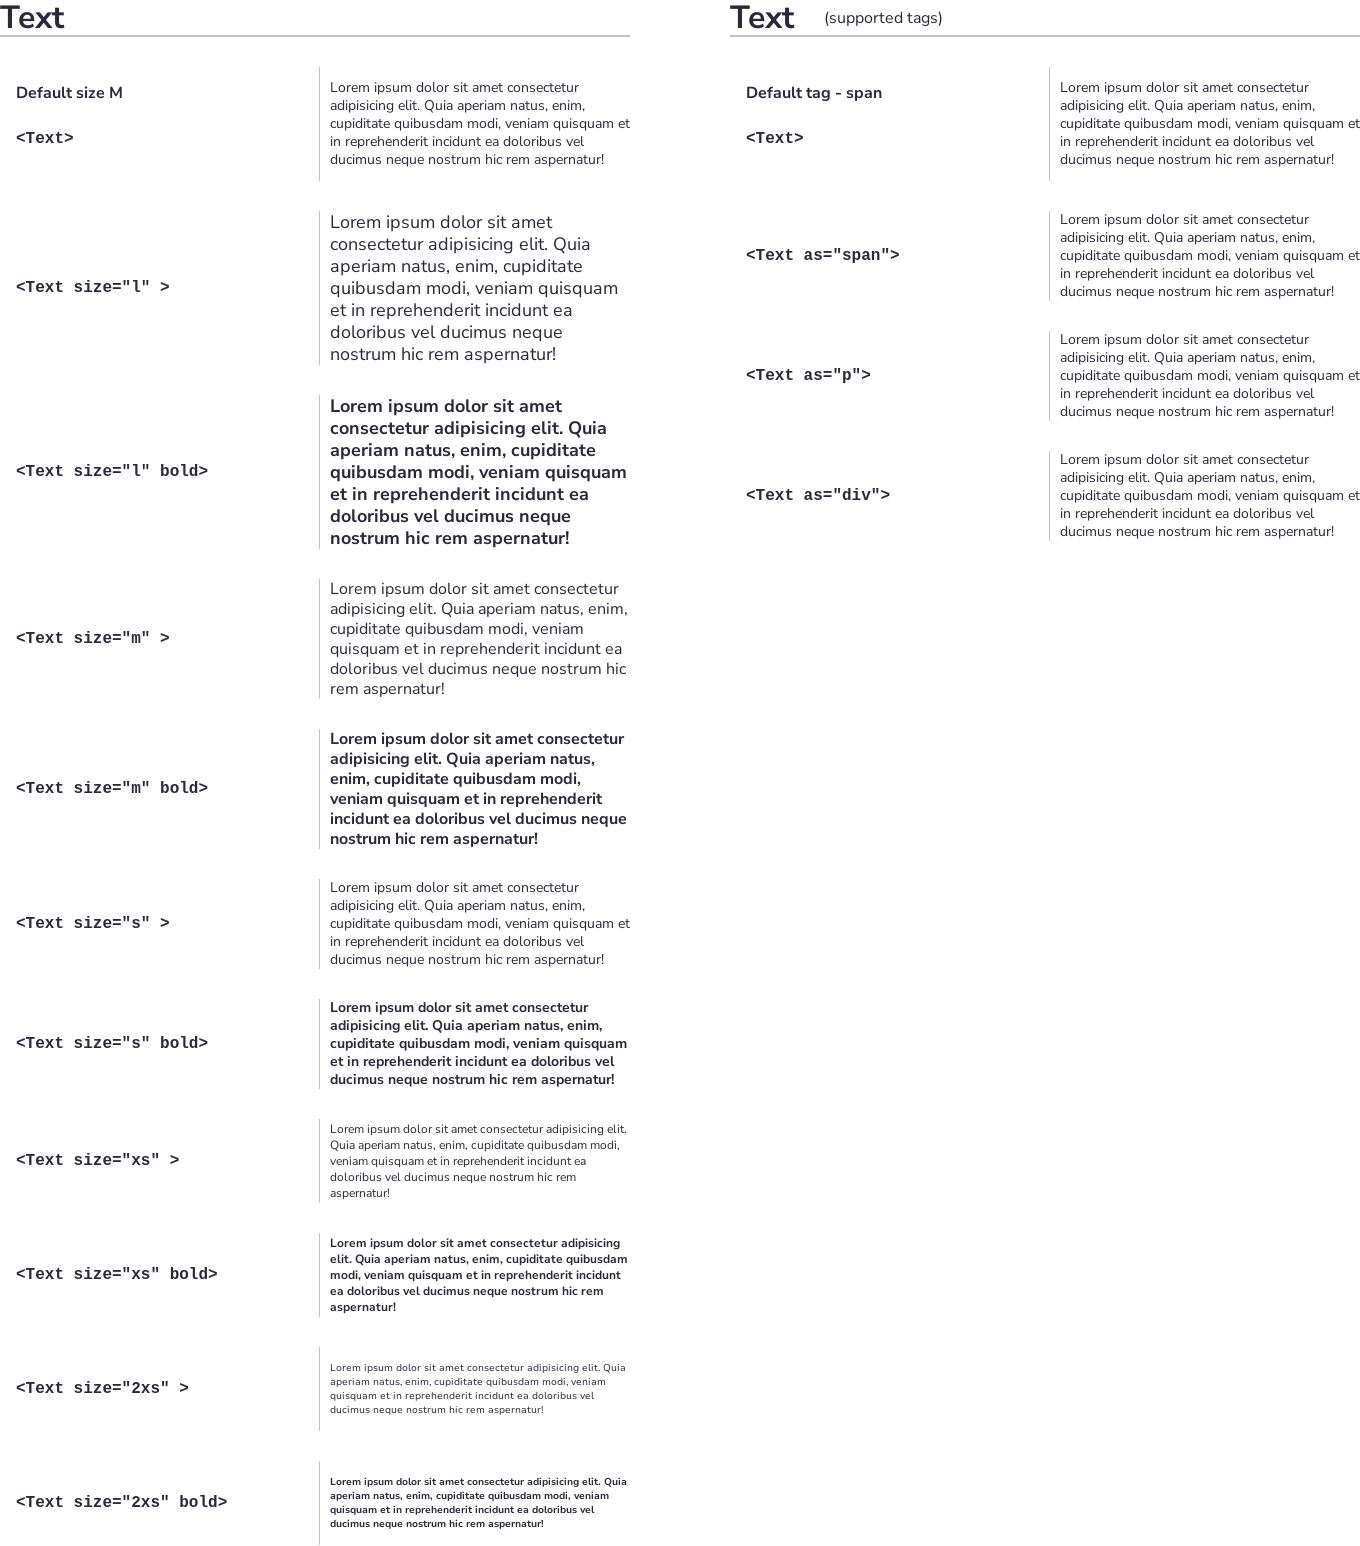 Text
Default size M
<Text>
Lorem ipsum dolor sit amet consectetur
adipisicing elit. Quia aperiam natus, enim,
cupiditate quibusdam modi, veniam quisquam et
in reprehenderit incidunt ea doloribus vel
ducimus neque nostrum hic rem aspernatur!
<Text size="l" >
Lorem ipsum dolor sit amet
consectetur adipisicing elit. Quia
aperiam natus, enim, cupiditate
quibusdam modi, veniam quisquam
et in reprehenderit incidunt ea
doloribus vel ducimus neque
nostrum hic rem aspernatur!
<Text size="l" bold>
Lorem ipsum dolor sit amet
consectetur adipisicing elit. Quia
aperiam natus, enim, cupiditate
quibusdam modi, veniam quisquam
et in reprehenderit incidunt ea
doloribus vel ducimus neque
nostrum hic rem aspernatur!
<Text size="m" >
Lorem ipsum dolor sit amet consectetur
adipisicing elit. Quia aperiam natus, enim,
cupiditate quibusdam modi, veniam
quisquam et in reprehenderit incidunt ea
doloribus vel ducimus neque nostrum hic
rem aspernatur!
<Text size="m" bold>
Lorem ipsum dolor sit amet consectetur
adipisicing elit. Quia aperiam natus,
enim, cupiditate quibusdam modi,
veniam quisquam et in reprehenderit
incidunt ea doloribus vel ducimus neque
nostrum hic rem aspernatur!
<Text size="s" >
Lorem ipsum dolor sit amet consectetur
adipisicing elit. Quia aperiam natus, enim,
cupiditate quibusdam modi, veniam quisquam et
in reprehenderit incidunt ea doloribus vel
ducimus neque nostrum hic rem aspernatur!
<Text size="s" bold>
Lorem ipsum dolor sit amet consectetur
adipisicing elit. Quia aperiam natus, enim,
cupiditate quibusdam modi, veniam quisquam
et in reprehenderit incidunt ea doloribus vel
ducimus neque nostrum hic rem aspernatur!
<Text size="xs" >
Lorem ipsum dolor sit amet consectetur adipisicing elit.
Quia aperiam natus, enim, cupiditate quibusdam modi,
veniam quisquam et in reprehenderit incidunt ea
doloribus vel ducimus neque nostrum hic rem
aspernatur!
<Text size="xs" bold>
Lorem ipsum dolor sit amet consectetur adipisicing
elit. Quia aperiam natus, enim, cupiditate quibusdam
modi, veniam quisquam et in reprehenderit incidunt
ea doloribus vel ducimus neque nostrum hic rem
aspernatur!
<Text size="2xs" >
Lorem ipsum dolor sit amet consectetur adipisicing elit. Quia
aperiam natus, enim, cupiditate quibusdam modi, veniam
quisquam et in reprehenderit incidunt ea doloribus vel
ducimus neque nostrum hic rem aspernatur!
<Text size="2xs" bold>
Lorem ipsum dolor sit amet consectetur adipisicing elit. Quia
aperiam natus, enim, cupiditate quibusdam modi, veniam
quisquam et in reprehenderit incidunt ea doloribus vel
ducimus neque nostrum hic rem aspernatur!
Text (supported tags)
Default tag - span
<Text>
Lorem ipsum dolor sit amet consectetur
adipisicing elit. Quia aperiam natus, enim,
cupiditate quibusdam modi, veniam quisquam et
in reprehenderit incidunt ea doloribus vel
ducimus neque nostrum hic rem aspernatur!
<Text as="span">
Lorem ipsum dolor sit amet consectetur
adipisicing elit. Quia aperiam natus, enim,
cupiditate quibusdam modi, veniam quisquam et
in reprehenderit incidunt ea doloribus vel
ducimus neque nostrum hic rem aspernatur!
<Text as="p">
Lorem ipsum dolor sit amet consectetur
adipisicing elit. Quia aperiam natus, enim,
cupiditate quibusdam modi, veniam quisquam et
in reprehenderit incidunt ea doloribus vel
ducimus neque nostrum hic rem aspernatur!
<Text as="div">
Lorem ipsum dolor sit amet consectetur
adipisicing elit. Quia aperiam natus, enim,
cupiditate quibusdam modi, veniam quisquam et
in reprehenderit incidunt ea doloribus vel
ducimus neque nostrum hic rem aspernatur!